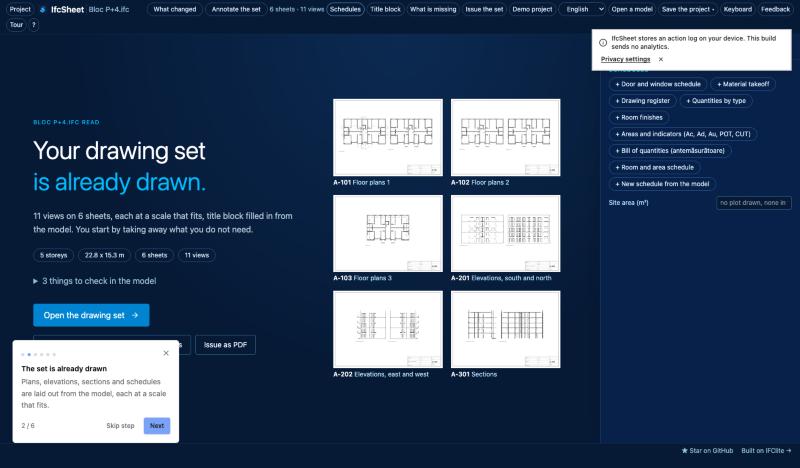 Project
IfcSheet Bloc P+4.ifc
What changed
Annotate the set
6 sheets · 11 views
Schedules
Title block
What is missing
Issue the set
Demo project
English
Open a model
Save the project
Keyboard
Feedback
Tour
?
IfcSheet stores an action log on your device. This build
sends no analytics.
Privacy settings ×
+ Door and window schedule
+ Material takeoff
+ Drawing register
+ Quantities by type
+ Room finishes
+ Areas and indicators (Ac, Ad, Au, POT, CUT)
+ Bill of quantities (antemăsurătoare)
+ Room and area schedule
+ New schedule from the model
Site area (m²)
no plot drawn, none in
BLOC P+4.IFC READ
Your drawing set
is already drawn.
11 views on 6 sheets, each at a scale that fits, title block filled in from
the model. You start by taking away what you do not need.
5 storeys
22.8 x 15.3 m
6 sheets
11 views
3 things to check in the model
Open the drawing set →
Issue as PDF
A-101 Floor plans 1
A-102 Floor plans 2
A-103 Floor plans 3
A-201 Elevations, south and north
A-202 Elevations, east and west
A-301 Sections
The set is already drawn
Plans, elevations, sections and schedules
are laid out from the model, each at a scale
that fits.
2 / 6
Skip step
Next
★ Star on GitHub
Built on IFClite →